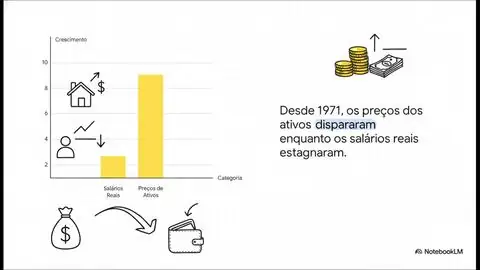 Crescimento
10
8
6
4
2
Salários
Reais
Preços de
Ativos
Categoria
$
$
$
Desde 1971, os preços dos
ativos dispararam
enquanto os salários reais
estagnaram.
NotebookLM